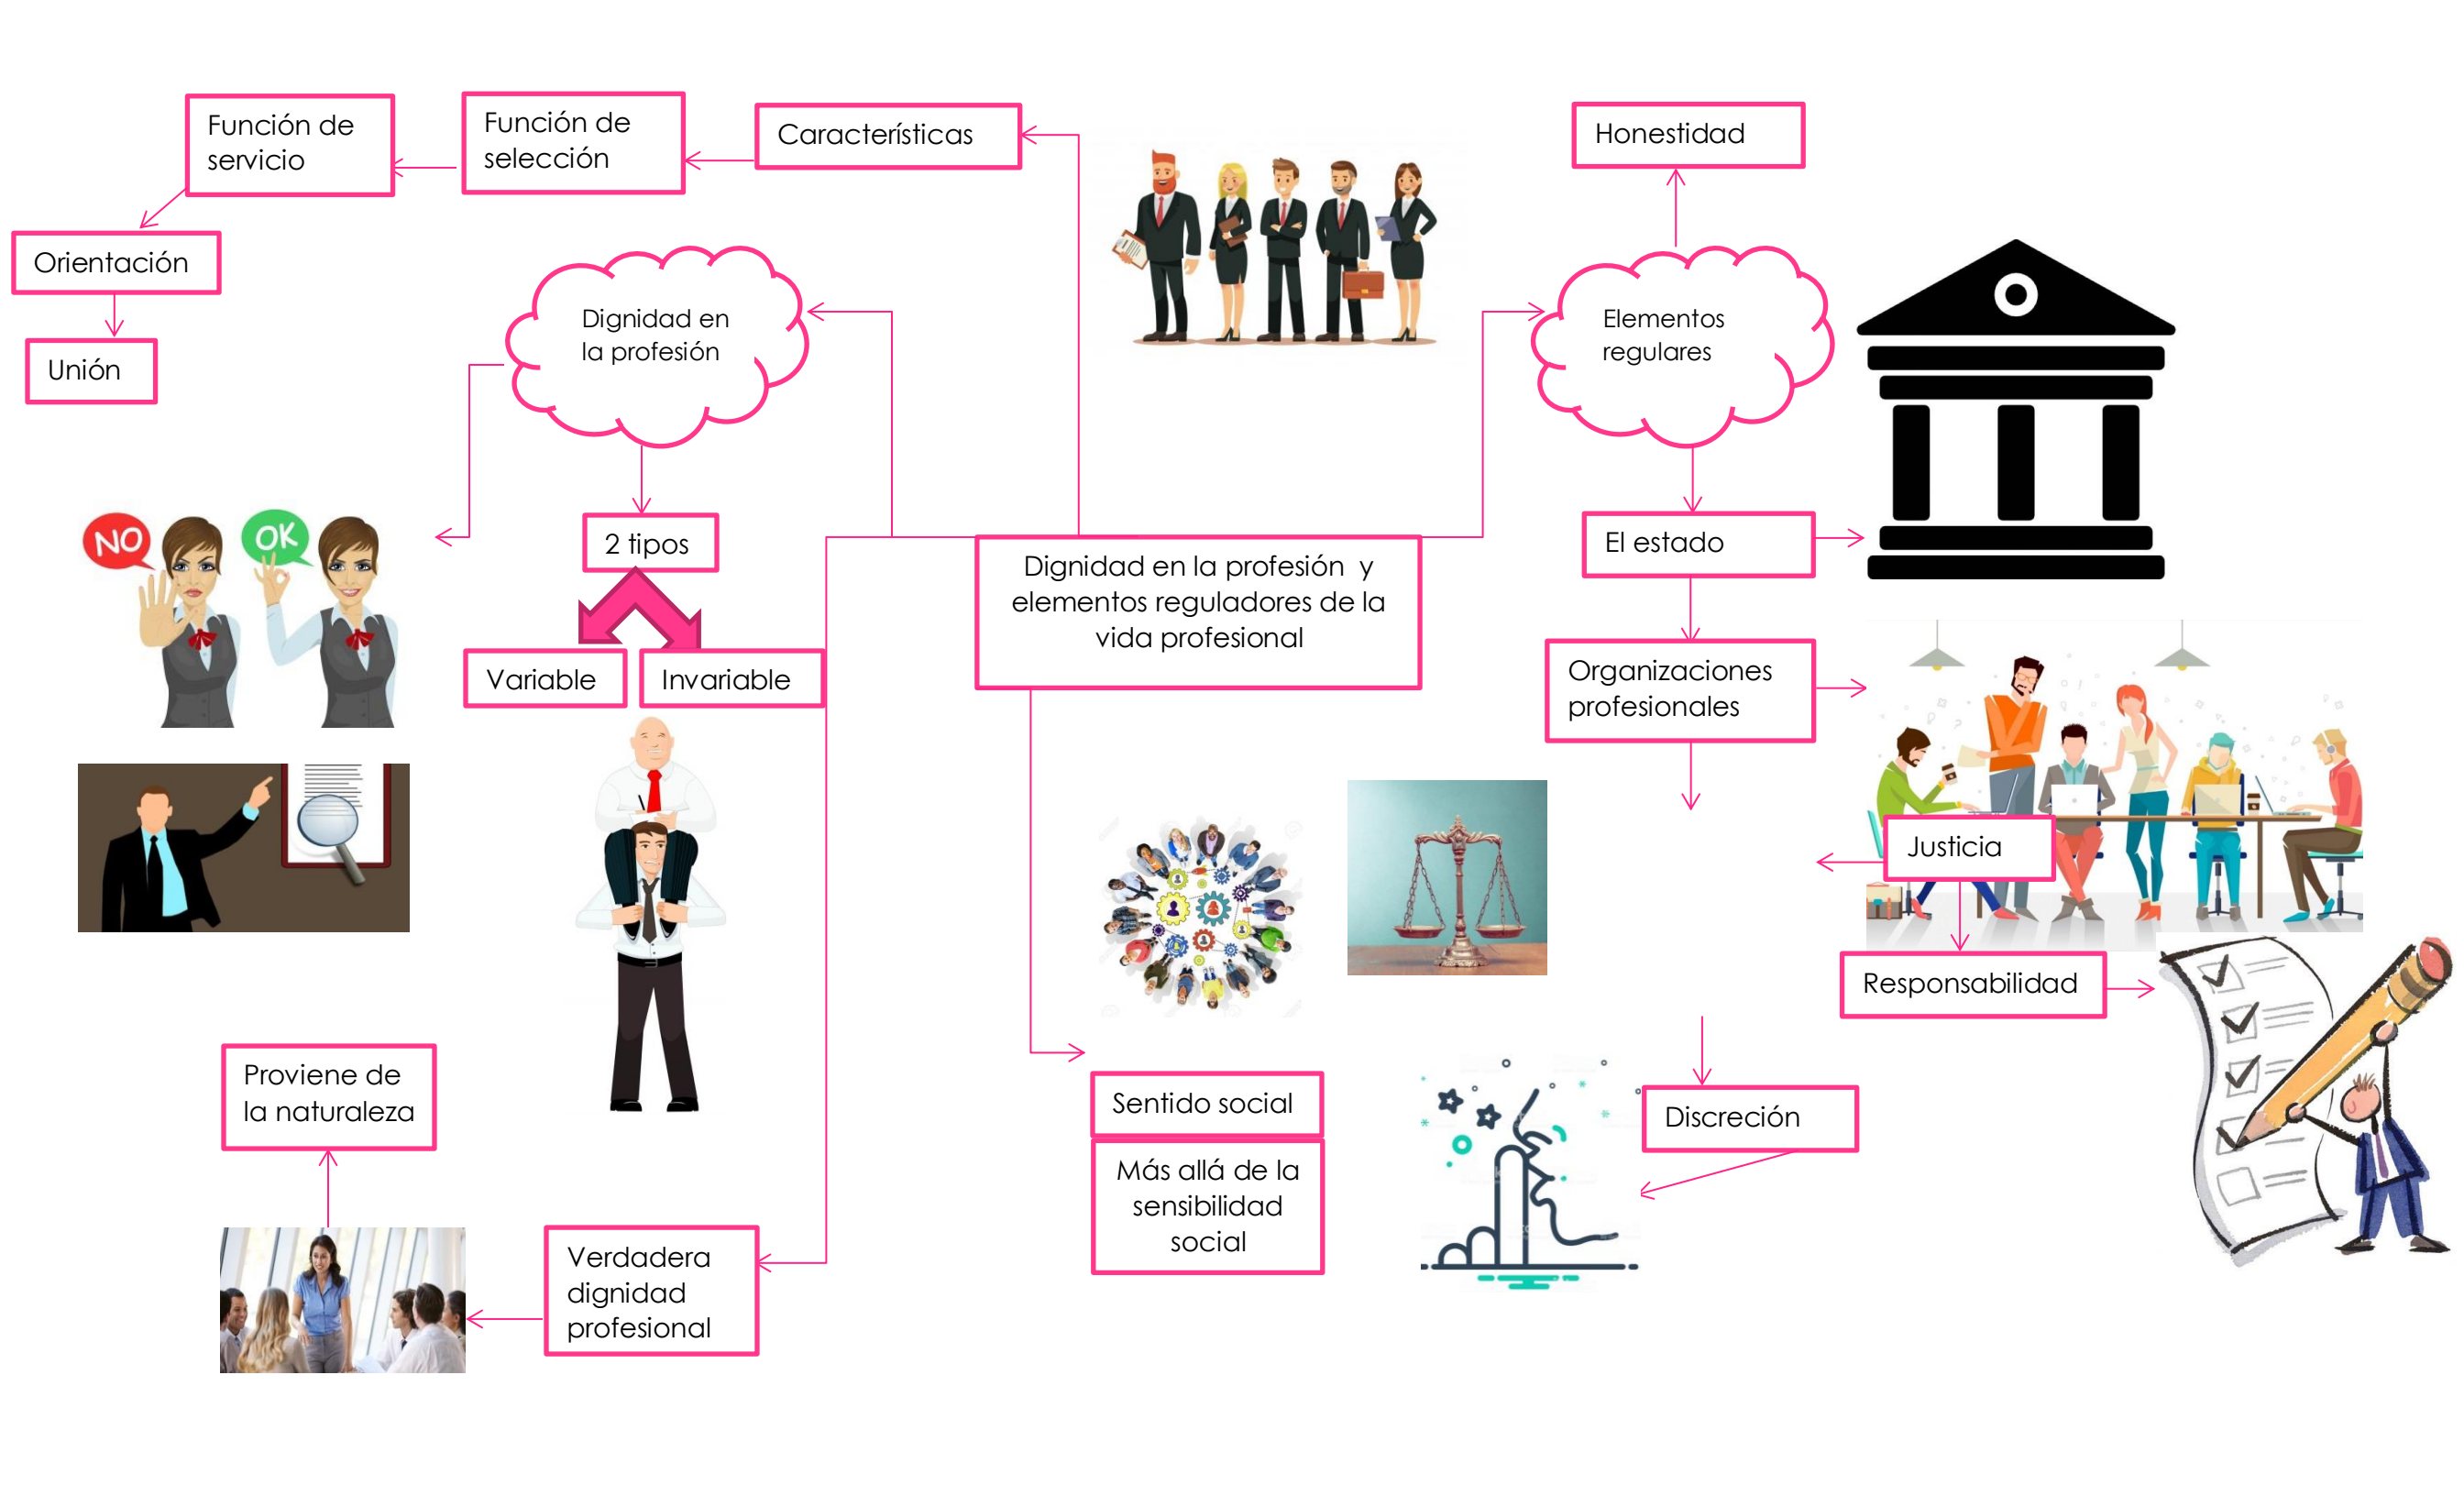 Función de
servicio
Función de
selección
Características
Honestidad
Orientación
Unión
Dignidad en
la profesión
Elementos
regulares
NO
OK
2 tipos
Variable
Invariable
Dignidad en la profesión y
elementos reguladores de la
vida profesional
El estado
Organizaciones
profesionales
Justicia
Responsabilidad
Proviene de
la naturaleza
Sentido social
Más allá de la
sensibilidad
social
Discreción
Verdadera
dignidad
profesional